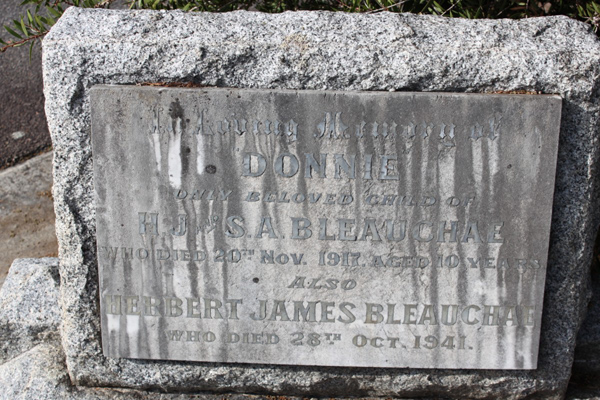 In Loving Memory of
DONNIE
ONLY BELOVED CHILD OF
H.J. & S.A. BLEAUCHAE
WHO DIED 20TH NOV. 1917, AGED 10 YEARS
ALSO
HERBERT JAMES BLEAUCHAE
WHO DIED 28TH OCT. 1941.